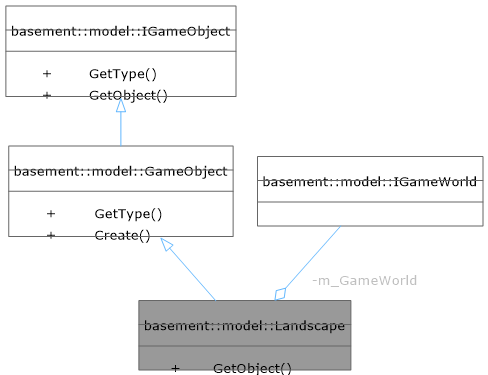 basement::model::IGameObject
+ GetType()
+ GetObject()
basement::model::GameObject
+ GetType()
+ Create()
basement::model::IGameWorld
-m_GameWorld
basement::model::Landscape
+ GetObject()